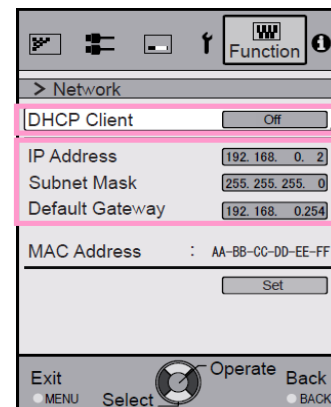 Function
> Network
DHCP Client Off
IP Address 192. 168. 0. 2
Subnet Mask 255. 255. 255. 0
Default Gateway 192. 168. 0.254
MAC Address : AA-BB-CC-DD-EE-FF
Set
Exit Operate Back
MENU Select BACK